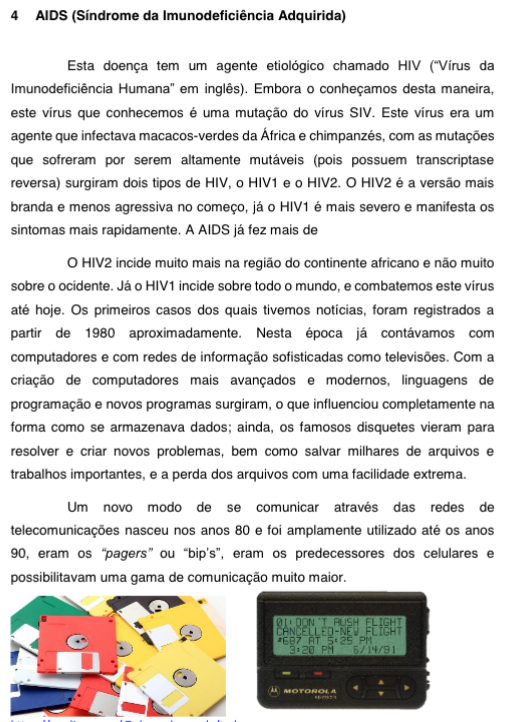 4 AIDS (Síndrome da Imunodeficiência Adquirida)
Esta doença tem um agente etiológico chamado HIV (“Vírus da
Imunodeficiência Humana” em inglês). Embora o conheçamos desta maneira,
este vírus que conhecemos é uma mutação do vírus SIV. Este vírus era um
agente que infectava macacos-verdes da África e chimpanzés, com as mutações
que sofreram por serem altamente mutáveis (pois possuem transcriptase
reversa) surgiram dois tipos de HIV, o HIV1 e o HIV2. O HIV2 é a versão mais
branda e menos agressiva no começo, já o HIV1 é mais severo e manifesta os
sintomas mais rapidamente. A AIDS já fez mais de
O HIV2 incide muito mais na região do continente africano e não muito
sobre o ocidente. Já o HIV1 incide sobre todo o mundo, e combatemos este vírus
até hoje. Os primeiros casos dos quais tivemos notícias, foram registrados a
partir de 1980 aproximadamente. Nesta época já contávamos com
computadores e com redes de informação sofisticadas como televisões. Com a
criação de computadores mais avançados e modernos, linguagens de
programação e novos programas surgiram, o que influenciou completamente na
forma como se armazenava dados; ainda, os famosos disquetes vieram para
resolver e criar novos problemas, bem como salvar milhares de arquivos e
trabalhos importantes, e a perda dos arquivos com uma facilidade extrema.
Um novo modo de se comunicar através das redes de
telecomunicações nasceu nos anos 80 e foi amplamente utilizado até os anos
90, eram os “pagers” ou “bip’s”, eram os predecessores dos celulares e
possibilitavam uma gama de comunicação muito maior.
01:DON'T RUSH FLIGHT
CANCELLED-NEW FLIGHT
#687 AT 5:25 PM
3:20 PM 6/14/91
MOTOROLA